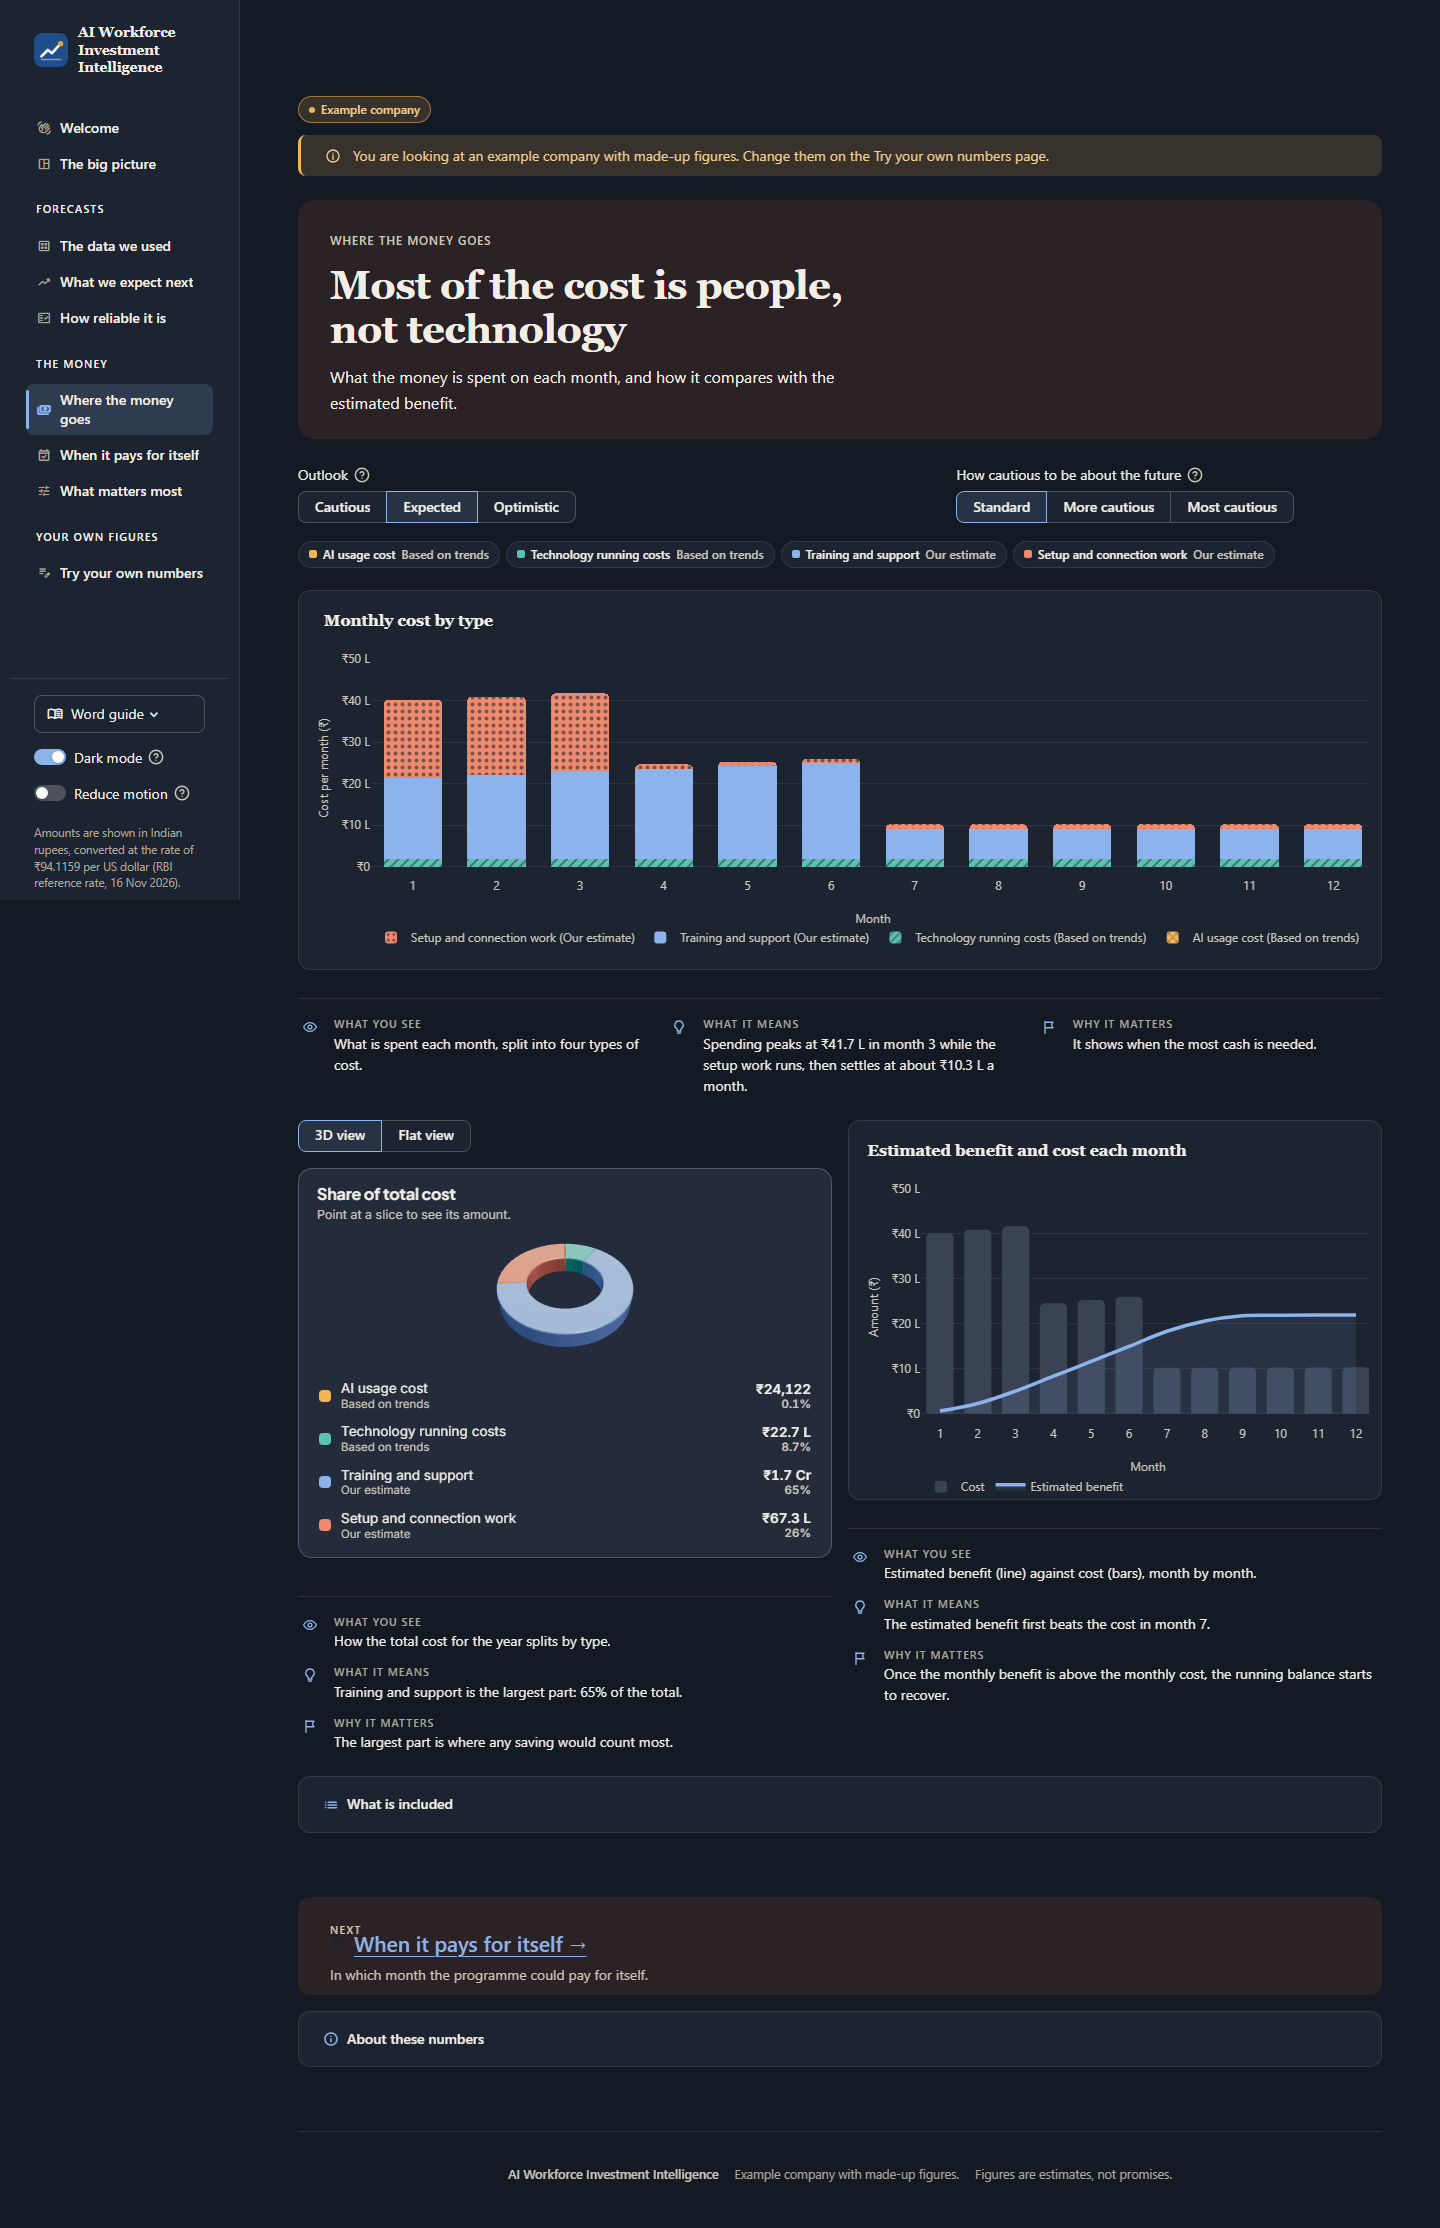 AI Workforce
Investment
Intelligence
Welcome
The big picture
FORECASTS
The data we used
What we expect next
How reliable it is
THE MONEY
Where the money
goes
When it pays for itself
What matters most
YOUR OWN FIGURES
Try your own numbers
Word guide
Dark mode
Reduce motion
Amounts are shown in Indian
rupees, converted at the rate of
₹94.1159 per US dollar (RBI
reference rate, 16 Nov 2026).
Example company
You are looking at an example company with made-up figures. Change them on the Try your own numbers page.
WHERE THE MONEY GOES
Most of the cost is people,
not technology
What the money is spent on each month, and how it compares with the
estimated benefit.
Outlook
Cautious Expected Optimistic
How cautious to be about the future
Standard More cautious Most cautious
AI usage cost Based on trends
Technology running costs Based on trends
Training and support Our estimate
Setup and connection work Our estimate
Monthly cost by type
₹50 L
₹40 L
₹30 L
₹20 L
₹10 L
₹0
Cost per month (₹)
1 2 3 4 5 6 7 8 9 10 11 12
Month
Setup and connection work (Our estimate) Training and support (Our estimate) Technology running costs (Based on trends) AI usage cost (Based on trends)
WHAT YOU SEE
What is spent each month, split into four types of
cost.
WHAT IT MEANS
Spending peaks at ₹41.7 L in month 3 while the
setup work runs, then settles at about ₹10.3 L a
month.
WHY IT MATTERS
It shows when the most cash is needed.
3D view Flat view
Share of total cost
Point at a slice to see its amount.
AI usage cost ₹24,122
Based on trends 0.1%
Technology running costs ₹22.7 L
Based on trends 8.7%
Training and support ₹1.7 Cr
Our estimate 65%
Setup and connection work ₹67.3 L
Our estimate 26%
WHAT YOU SEE
How the total cost for the year splits by type.
WHAT IT MEANS
Training and support is the largest part: 65% of the total.
WHY IT MATTERS
The largest part is where any saving would count most.
Estimated benefit and cost each month
₹50 L
₹40 L
₹30 L
₹20 L
₹10 L
₹0
Amount (₹)
1 2 3 4 5 6 7 8 9 10 11 12
Month
Cost Estimated benefit
WHAT YOU SEE
Estimated benefit (line) against cost (bars), month by month.
WHAT IT MEANS
The estimated benefit first beats the cost in month 7.
WHY IT MATTERS
Once the monthly benefit is above the monthly cost, the running balance starts
to recover.
What is included
NEXT
When it pays for itself →
In which month the programme could pay for itself.
About these numbers
AI Workforce Investment Intelligence Example company with made-up figures. Figures are estimates, not promises.